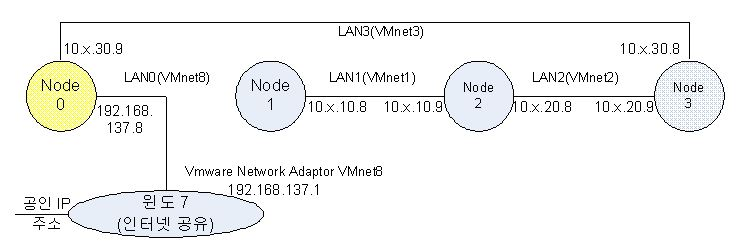 LAN3(VMnet3)
10.x.30.9
10.x.30.8
Node
0
LAN0(VMnet8)
Node
1
LAN1(VMnet1)
Node
2
LAN2(VMnet2)
Node
3
192.168.
137.8
10.x.10.8
10.x.10.9
10.x.20.8
10.x.20.9
Vmware Network Adaptor VMnet8
192.168.137.1
공인 IP
주소
윈도 7
(인터넷 공유)